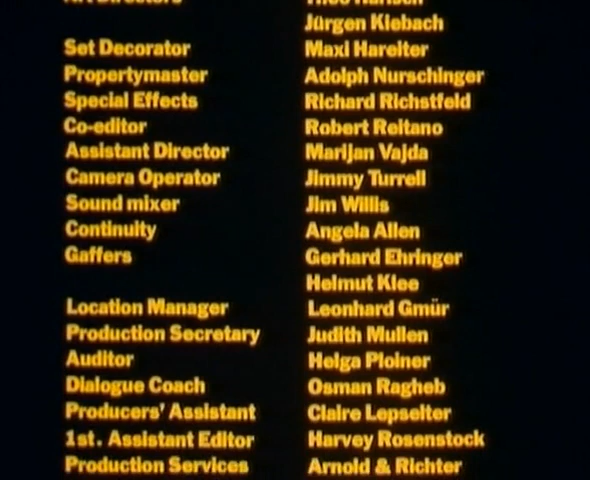 Jürgen Kiebach
Set Decorator Maxi Hareiter
Propertymaster Adolph Nurschinger
Special Effects Richard Richstfeld
Co-editor Robert Reitano
Assistant Director Marijan Vajda
Camera Operator Jimmy Turrell
Sound mixer Jim Willis
Continuity Angela Allen
Gaffers Gerhard Ehringer
Helmut Klee
Location Manager Leonhard Gmür
Production Secretary Judith Mullen
Auditor Helga Ploiner
Dialogue Coach Osman Ragheb
Producers' Assistant Claire Lepselter
1st. Assistant Editor Harvey Rosenstock
Production Services Arnold & Richter